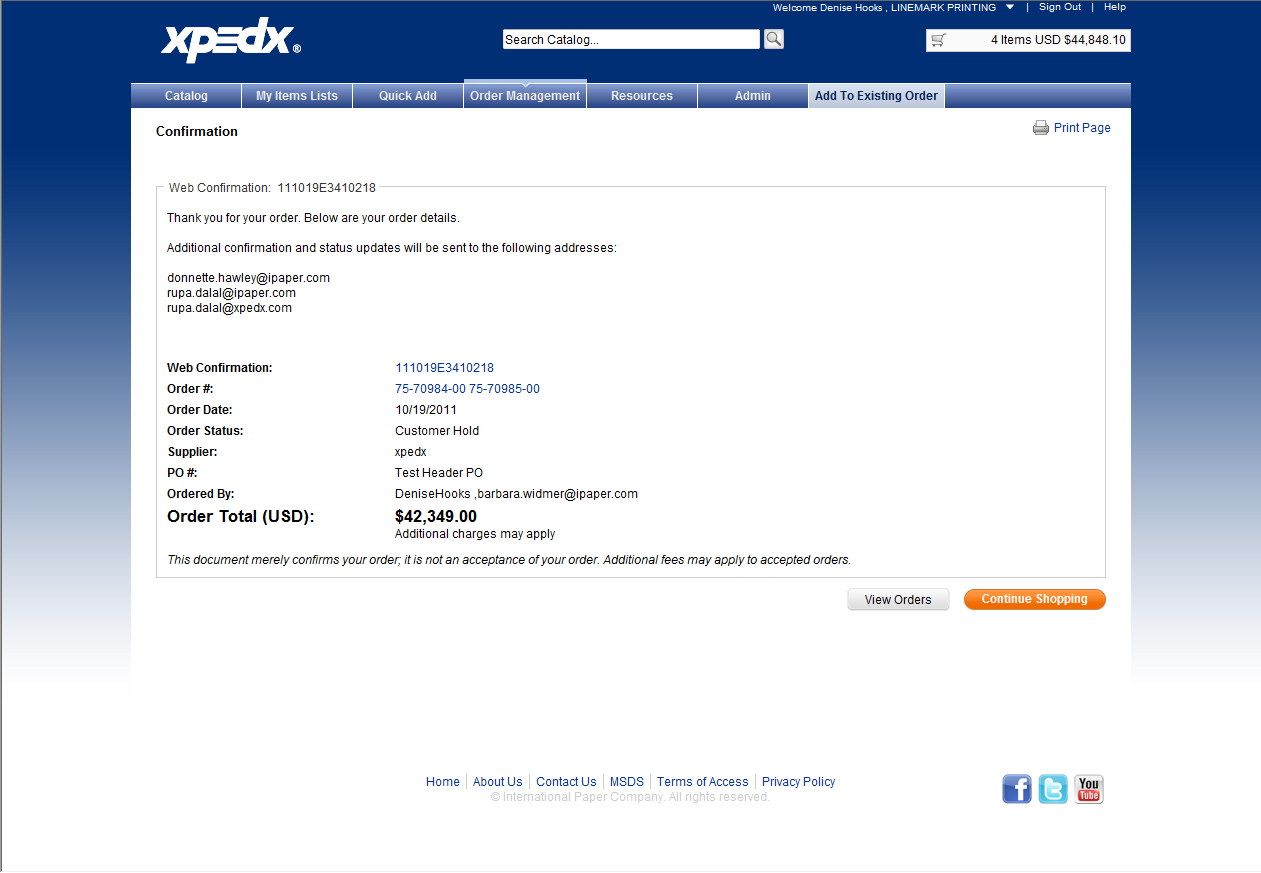 Welcome Denise Hooks , LINEMARK PRINTING | Sign Out | Help
xpedx®
Search Catalog...
4 Items USD $44,848.10
Catalog My Items Lists Quick Add Order Management Resources Admin Add To Existing Order
Confirmation
Print Page
Web Confirmation: 111019E3410218
Thank you for your order. Below are your order details.
Additional confirmation and status updates will be sent to the following addresses:
donnette.hawley@ipaper.com
rupa.dalal@ipaper.com
rupa.dalal@xpedx.com
Web Confirmation: 111019E3410218
Order #: 75-70984-00 75-70985-00
Order Date: 10/19/2011
Order Status: Customer Hold
Supplier: xpedx
PO #: Test Header PO
Ordered By: DeniseHooks ,barbara.widmer@ipaper.com
Order Total (USD): $42,349.00
Additional charges may apply
This document merely confirms your order; it is not an acceptance of your order. Additional fees may apply to accepted orders.
View Orders Continue Shopping
Home About Us Contact Us MSDS Terms of Access Privacy Policy
© International Paper Company. All rights reserved.
f t You Tube